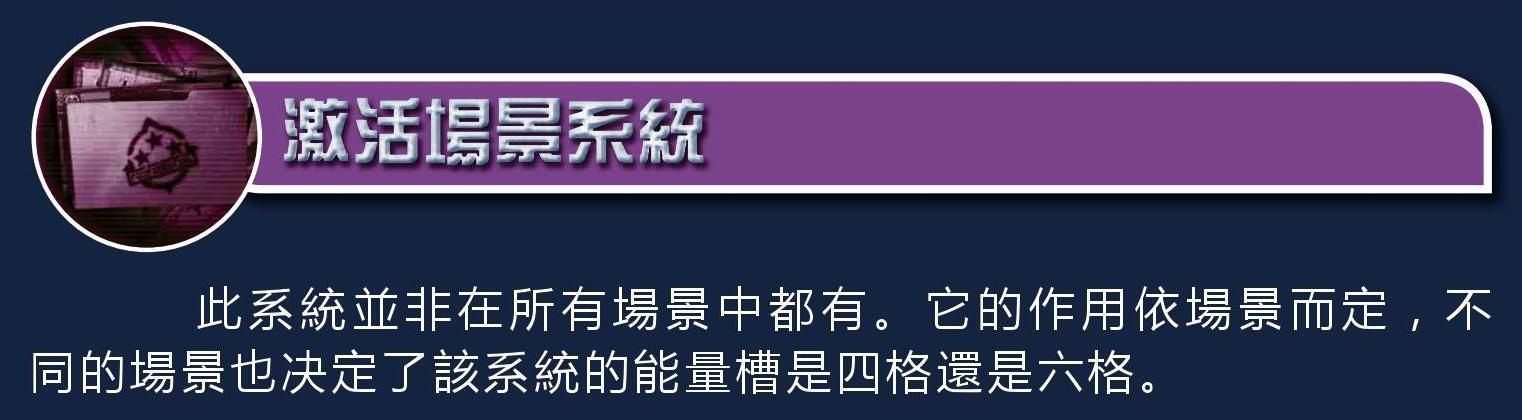 激活場景系統
此系統並非在所有場景中都有。它的作用依場景而定，不
同的場景也决定了該系統的能量槽是四格還是六格。